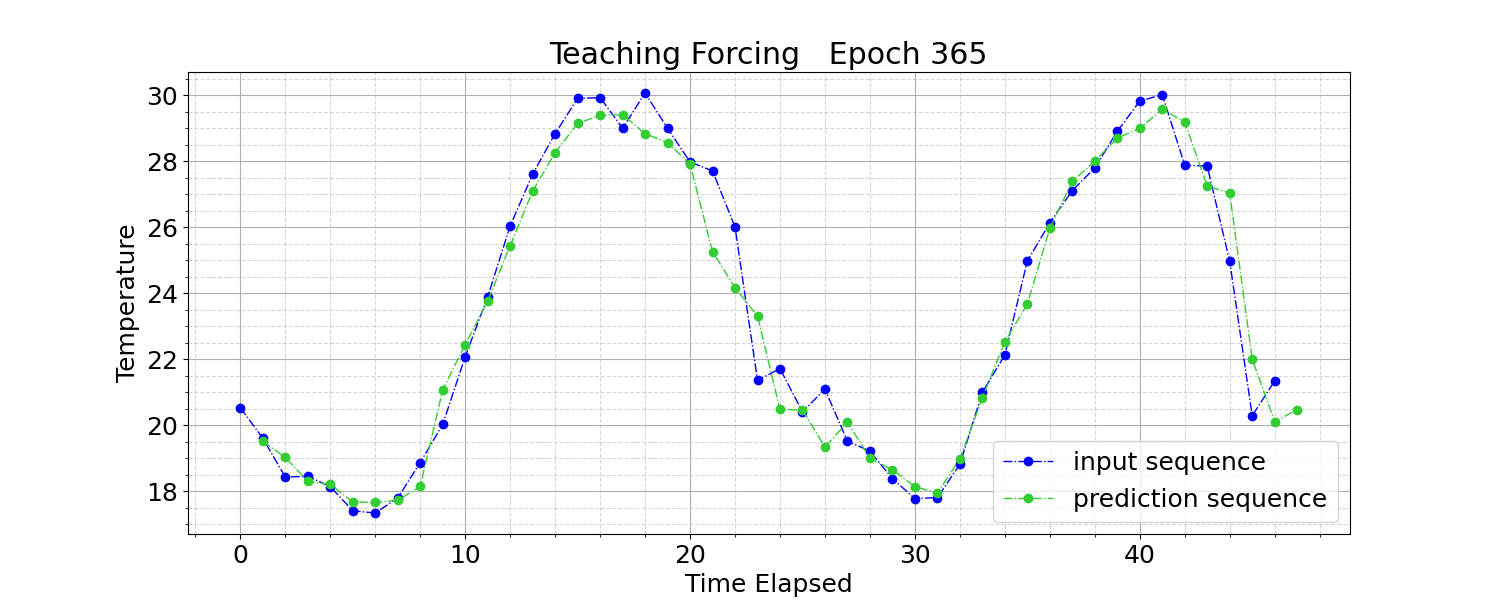 Teaching Forcing   Epoch 365
Temperature
30
28
26
24
22
20
18
0 10 20 30 40
Time Elapsed
input sequence
prediction sequence